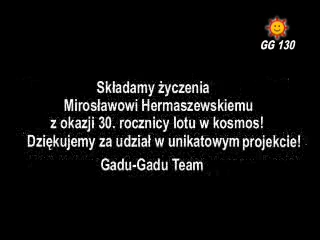 GG 130
Składamy życzenia
Mirosławowi Hermaszewskiemu
z okazji 30. rocznicy lotu w kosmos!
Dziękujemy za udział w unikatowym projekcie!
Gadu-Gadu Team